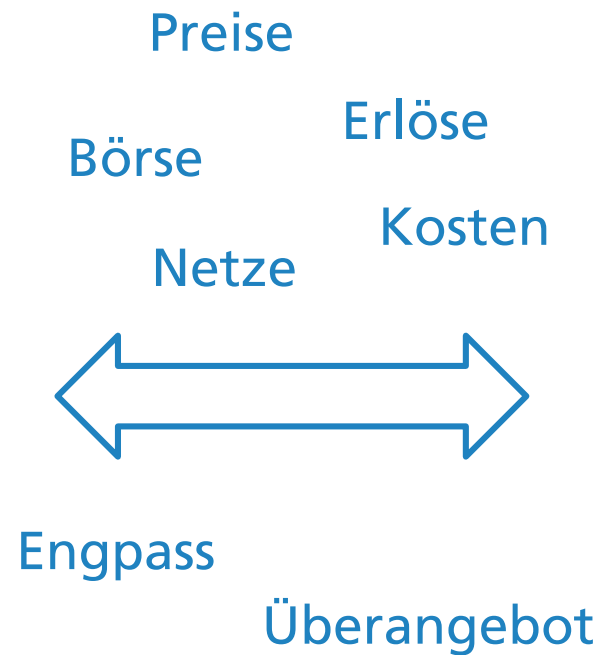 Preise
Erlöse
Börse
Kosten
Netze
Engpass
Überangebot